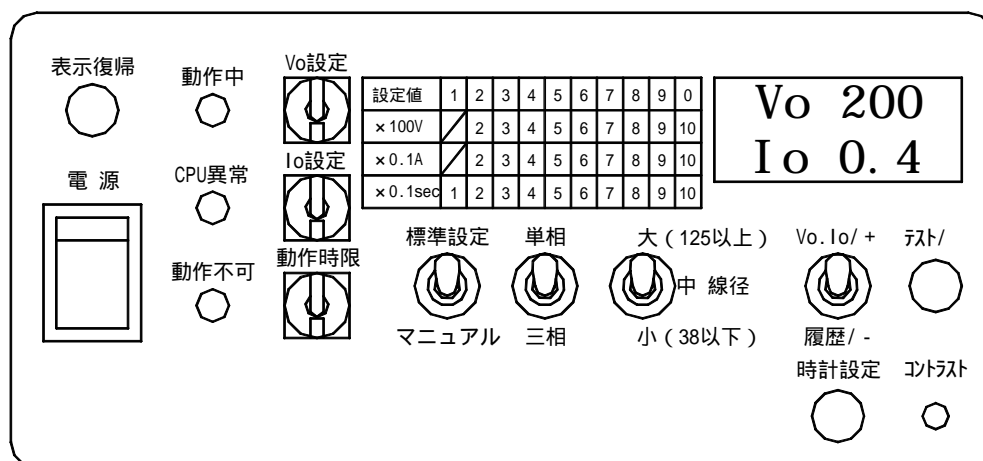 表示復帰
電 源
動作中
CPU異常
動作不可
Vo設定
Io設定
動作時限
設定値 1 2 3 4 5 6 7 8 9 0
×100V 2 3 4 5 6 7 8 9 10
×0.1A 2 3 4 5 6 7 8 9 10
×0.1sec 1 2 3 4 5 6 7 8 9 10
Vo 200
Io 0.4
標準設定
マニュアル
単相
三相
大(125以上)
中 線径
小(38以下)
Vo.Io/+
履歴/-
テスト/
時計設定
コントラスト